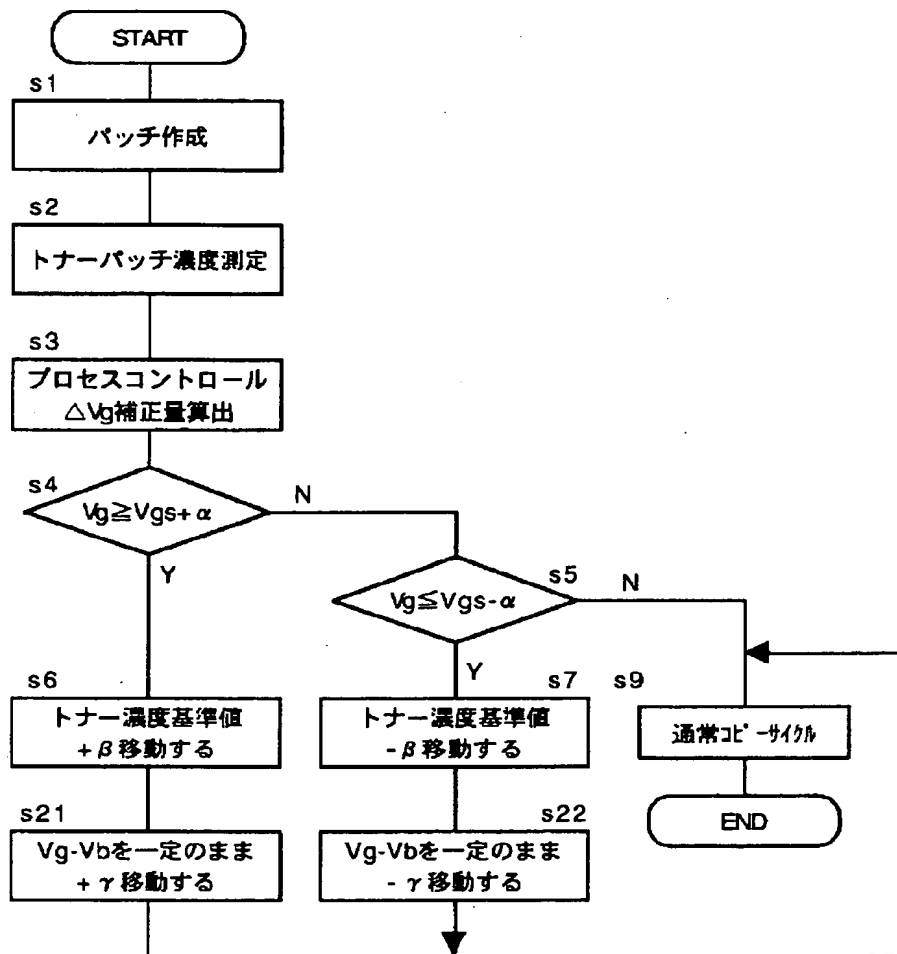 START
s1
パッチ作成
s2
トナーパッチ濃度測定
s3
プロセスコントロール
△Vg補正量算出
s4
Vg≧Vgs+α
N
Y
s5
Vg≦Vgs-α
N
Y
s6
トナー濃度基準値
+β移動する
s7
トナー濃度基準値
-β移動する
s9
通常ｺﾋﾟｰｻｲｸﾙ
END
s21
Vg-Vbを一定のまま
+γ移動する
s22
Vg-Vbを一定のまま
-γ移動する